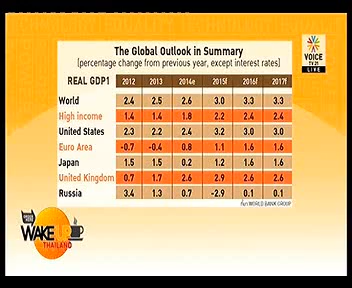 The Global Outlook in Summary
[percentage change from previous year, except interest rates]
VOICE
TV 21
LIVE
REAL GDP1 2012 2013 2014e 2015f 2016f 2017f
World 2.4 2.5 2.6 3.0 3.3 3.3
High income 1.4 1.4 1.8 2.2 2.4 2.4
United States 2.3 2.2 2.4 3.2 3.0 3.0
Euro Area -0.7 -0.4 0.8 1.1 1.6 1.6
Japan 1.5 1.5 0.2 1.2 1.6 1.6
United Kingdom 0.7 1.7 2.6 2.9 2.6 2.6
Russia 3.4 1.3 0.7 -2.9 0.1 0.1
ที่มา WORLD BANK GROUP
WAKE UP
THAILAND